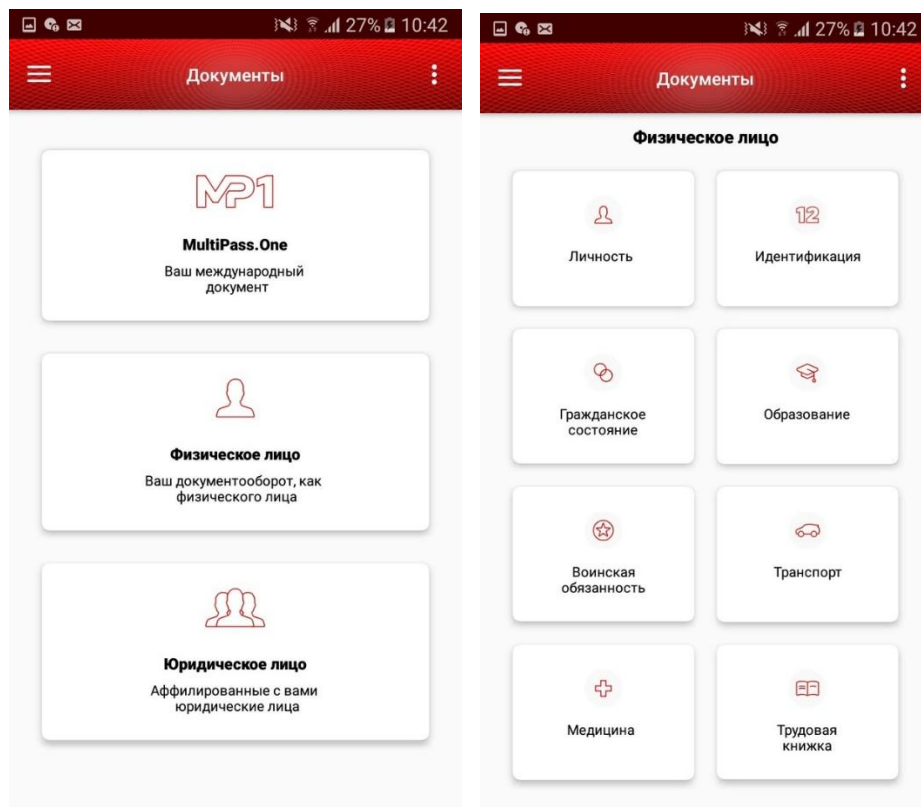 27% 10:42
Документы
MP1
MultiPass.One
Ваш международный
документ
Физическое лицо
Ваш документооборот, как
физического лица
Юридическое лицо
Аффилированные с вами
юридические лица
27% 10:42
Документы
Физическое лицо
Личность
12
Идентификация
Гражданское
состояние
Образование
Воинская
обязанность
Транспорт
Медицина
Трудовая
книжка